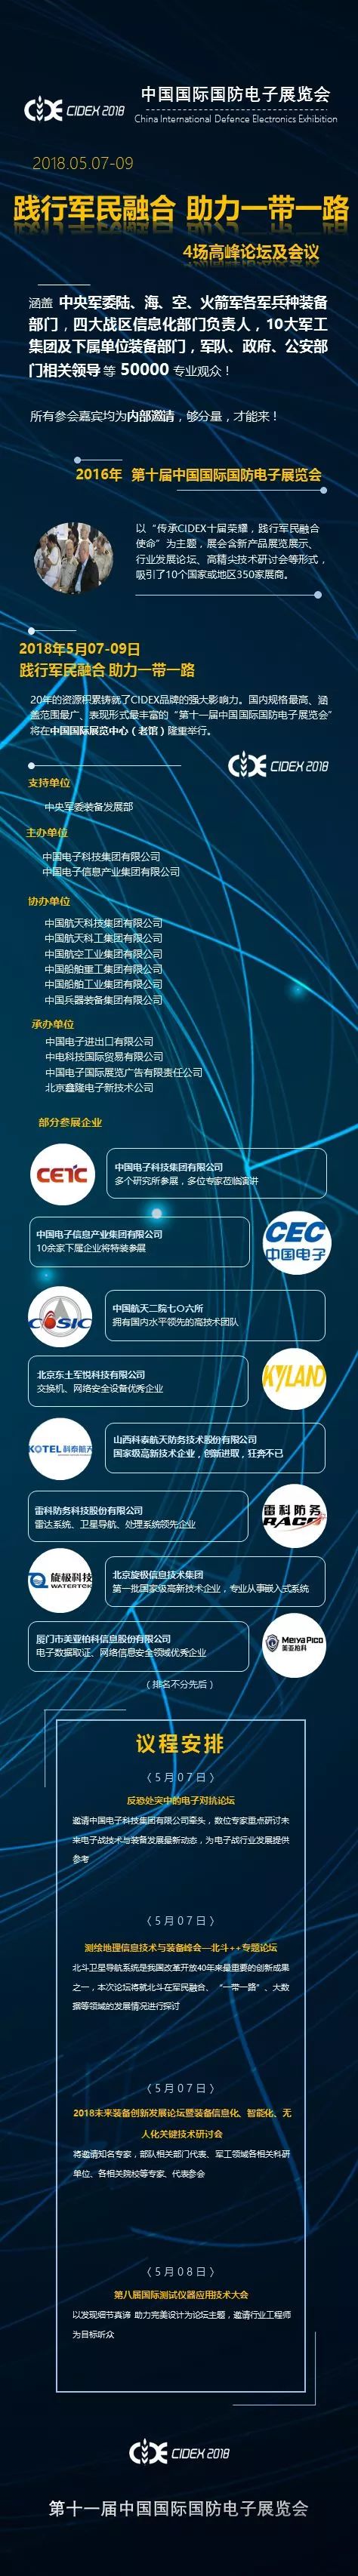 CIDEX 2018
中国国际国防电子展览会
China International Defence Electronics Exhibition
2018.05.07-09
践行军民融合 助力一带一路
4场高峰论坛及会议
涵盖 中央军委陆、海、空、火箭军各军兵种装备
部门，四大战区信息化部门负责人，10大军工
集团及下属单位装备部门，军队、政府、公安部
门相关领导 等 50000 专业观众！
所有参会嘉宾均为内部邀请，够分量，才能来！
2016年 第十届中国国际国防电子展览会
以“传承CIDEX十届荣耀，践行军民融合
使命”为主题，展会含新产品展览展示、
行业发展论坛、高精尖技术研讨会等形式，
吸引了10个国家或地区350家展商。
2018年5月07-09日
践行军民融合 助力一带一路
20年的资源积累铸就了CIDEX品牌的强大影响力。国内规格最高、涵
盖范围最广、表现形式最丰富的“第十一届中国国际国防电子展览会”
将在中国国际展览中心（老馆）隆重举行。
CIDEX 2018
支持单位
中央军委装备发展部
主办单位
中国电子科技集团有限公司
中国电子信息产业集团有限公司
协办单位
中国航天科技集团有限公司
中国航天科工集团有限公司
中国航空工业集团有限公司
中国船舶重工集团有限公司
中国船舶工业集团有限公司
中国兵器装备集团有限公司
承办单位
中国电子进出口有限公司
中电科技国际贸易有限公司
中国电子国际展览广告有限责任公司
北京鑫隆电子新技术公司
部分参展企业
CETC
中国电子科技集团有限公司
多个研究所参展，多位专家莅临演讲
中国电子信息产业集团有限公司
10余家下属企业将特装参展
CEC
中国电子
CASIC
中国航天二院七〇六所
拥有国内水平领先的高技术团队
北京东土军悦科技有限公司
交换机、网络安全设备优秀企业
KYLAND
KOTEL 科泰航天
山西科泰航天防务技术股份有限公司
国家级高新技术企业，创新进取，狂奔不已
雷科防务科技股份有限公司
雷达系统、卫星导航、处理系统领先企业
雷科防务
RACO
旋极科技
WATERTEK
北京旋极信息技术集团
第一批国家级高新技术企业，专业从事嵌入式系统
厦门市美亚柏科信息股份有限公司
电子数据取证、网络信息安全领域优秀企业
MeiyaPico
美亚柏科
（排名不分先后）
议程安排
〈5月07日〉
反恐处突中的电子对抗论坛
邀请中国电子科技集团有限公司牵头，数位专家重点研讨未
来电子战技术与装备发展最新动态，为电子战行业发展提供
参考
〈5月07日〉
测绘地理信息技术与装备峰会—北斗++专题论坛
北斗卫星导航系统是我国改革开放40年来最重要的创新成果
之一，本次论坛将就北斗在军民融合、“一带一路”、大数
据等领域的发展情况进行探讨
〈5月07日〉
2018未来装备创新发展论坛暨装备信息化、智能化、无
人化关键技术研讨会
将邀请知名专家，部队相关部门代表、军工领域各相关科研
单位、各相关院校等专家、代表参会
〈5月08日〉
第八届国际测试仪器应用技术大会
以发现细节真谛 助力完美设计为论坛主题，邀请行业工程师
为目标听众
CIDEX 2018
第十一届中国国际国防电子展览会